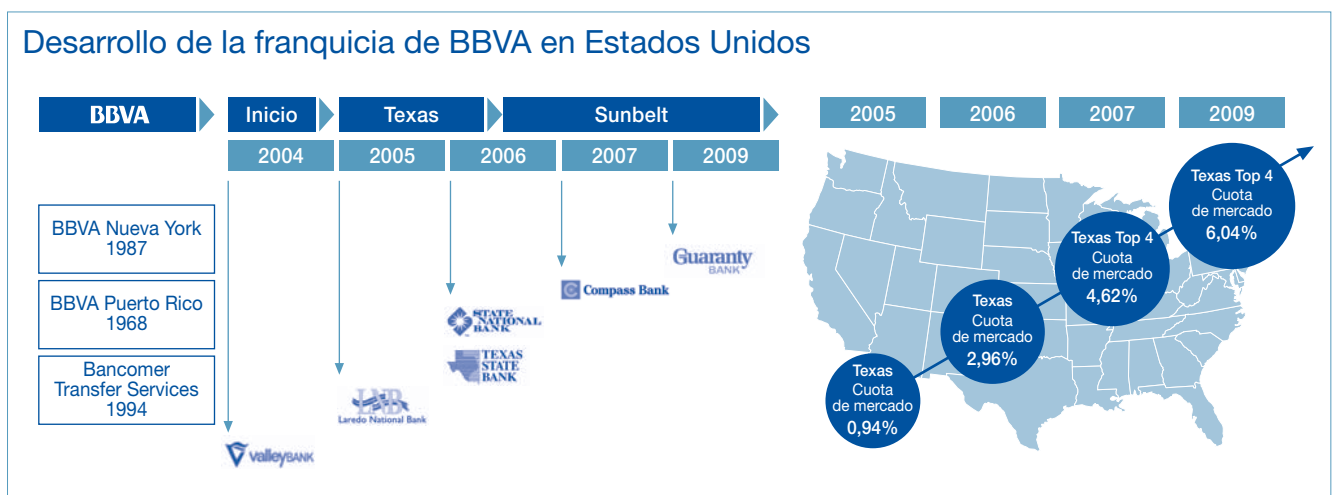 Desarrollo de la franquicia de BBVA en Estados Unidos
BBVA
Inicio
Texas
Sunbelt
2004
2005
2006
2007
2009
BBVA Nueva York
1987
BBVA Puerto Rico
1968
Bancomer
Transfer Services
1994
valleyBANK
LNB
Laredo National Bank
STATE
NATIONAL
BANK
TEXAS
STATE
BANK
Compass Bank
Guaranty
BANK
2005
2006
2007
2009
Texas
Cuota
de mercado
0,94%
Texas
Cuota
de mercado
2,96%
Texas Top 4
Cuota
de mercado
4,62%
Texas Top 4
Cuota
de mercado
6,04%